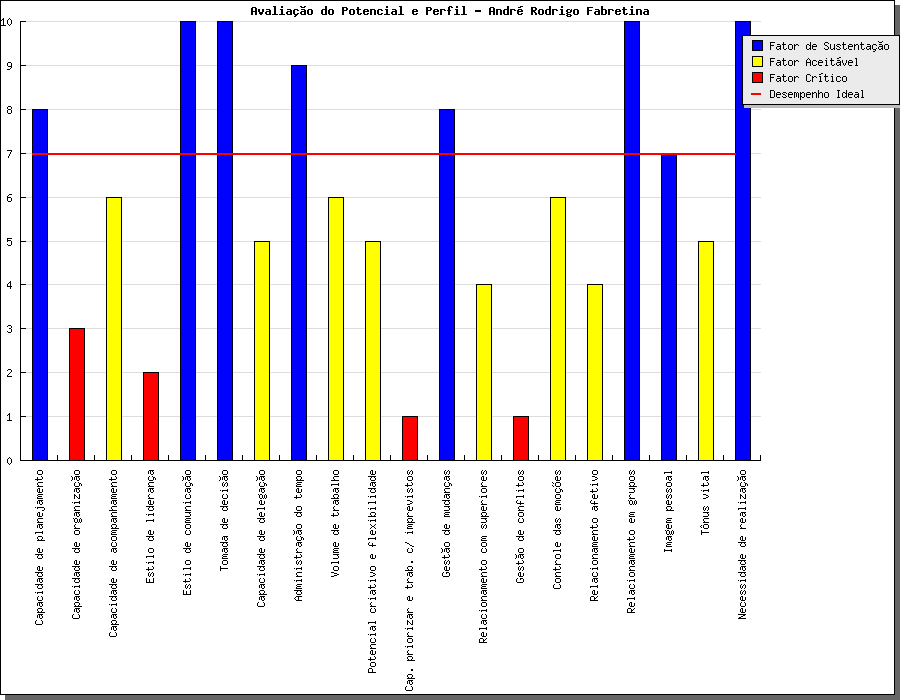 Avaliação do Potencial e Perfil - André Rodrigo Fabretina
Fator de Sustentação
Fator Aceitável
Fator Crítico
Desempenho Ideal
10
9
8
7
6
5
4
3
2
1
0
Capacidade de planejamento
Capacidade de organização
Capacidade de acompanhamento
Estilo de liderança
Estilo de comunicação
Tomada de decisão
Capacidade de delegação
Administração do tempo
Volume de trabalho
Potencial criativo e flexibilidade
Cap. priorizar e trab. c/ imprevistos
Gestão de mudanças
Relacionamento com superiores
Gestão de conflitos
Controle das emoções
Relacionamento afetivo
Relacionamento em grupos
Imagem pessoal
Tônus vital
Necessidade de realização